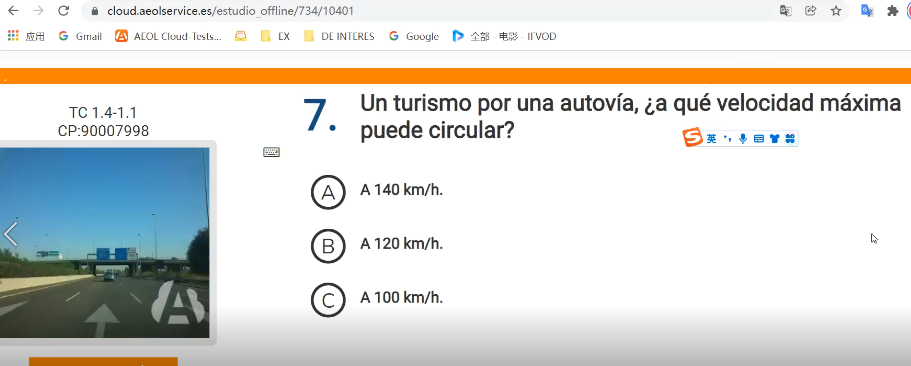 cloud.aeolservice.es/estudio_offline/734/10401
应用
Gmail
AEOL Cloud-Tests...
EX
DE INTERES
Google
全部 - 电影 - IFVOD
TC 1.4-1.1
CP:90007998
7.
Un turismo por una autovía, ¿a qué velocidad máxima
puede circular?
英
A
A 140 km/h.
B
A 120 km/h.
C
A 100 km/h.